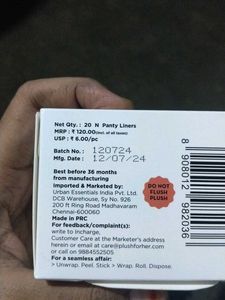 Net Qty. : 20 N Panty Liners
MRP : ₹ 120.00(Incl. of all taxes)
USP : ₹ 6.00/pc
Batch No. : 120724
Mfg. Date : 12/07/24
Best before 36 months
from manufacturing
Imported & Marketed by:
Urban Essentials India Pvt. Ltd.
DCB Warehouse, Sy No. 926
200 ft Ring Road Madhavaram
Chennai-600060
Made in PRC
For feedback/complaint(s):
write to Incharge,
Customer Care at the Marketer's address
herein or email at care@plushforher.com
or call on 9884552505
As a seamless everyday affair:
> Unwrap. Peel. Stick > Wrap. Roll. Dispose.
DO NOT
FLUSH
PLUSH
8 908012 982036